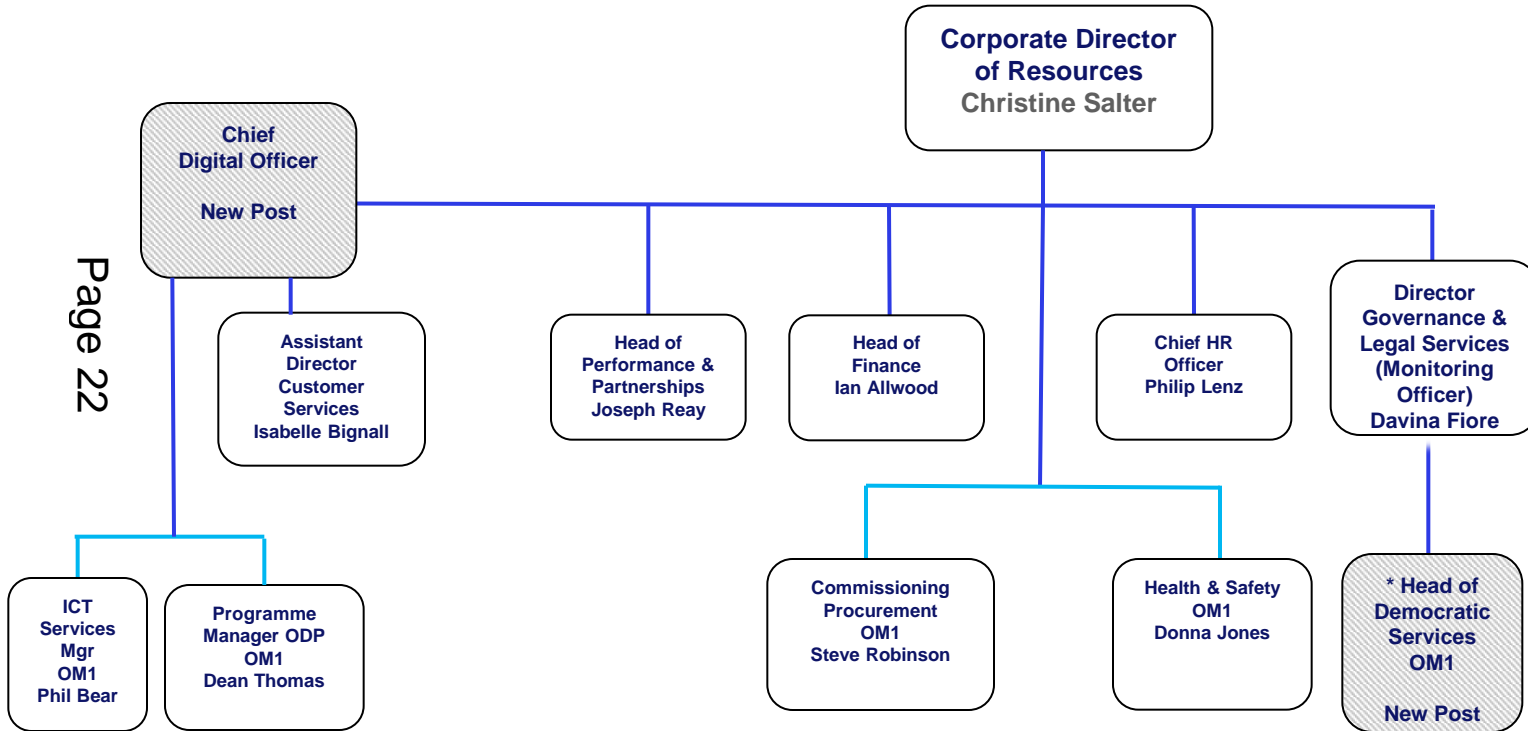 Corporate Director
of Resources
Christine Salter
Chief
Digital Officer
New Post
Page 22
Assistant
Director
Customer
Services
Isabelle Bignall
Head of
Performance &
Partnerships
Joseph Reay
Head of
Finance
Ian Allwood
Chief HR
Officer
Philip Lenz
Director
Governance &
Legal Services
(Monitoring
Officer)
Davina Fiore
ICT
Services
Mgr
OM1
Phil Bear
Programme
Manager ODP
OM1
Dean Thomas
Commissioning
Procurement
OM1
Steve Robinson
Health & Safety
OM1
Donna Jones
* Head of
Democratic
Services
OM1
New Post